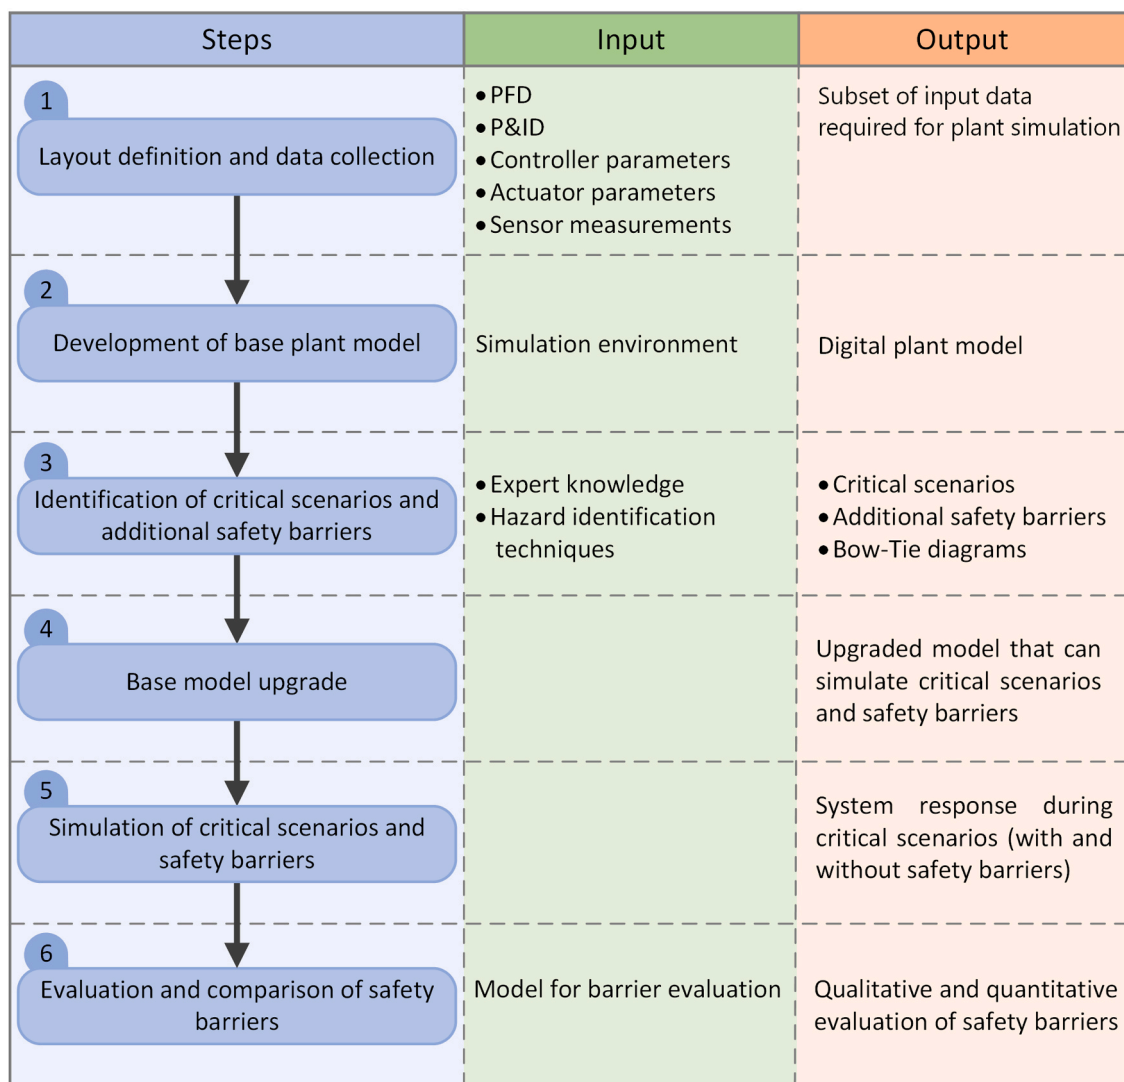 Steps
Input
Output
1
Layout definition and data collection
• PFD
• P&ID
• Controller parameters
• Actuator parameters
• Sensor measurements
Subset of input data
required for plant simulation
2
Development of base plant model
Simulation environment
Digital plant model
3
Identification of critical scenarios and
additional safety barriers
• Expert knowledge
• Hazard identification
techniques
• Critical scenarios
• Additional safety barriers
• Bow-Tie diagrams
4
Base model upgrade
Upgraded model that can
simulate critical scenarios
and safety barriers
5
Simulation of critical scenarios and
safety barriers
System response during
critical scenarios (with and
without safety barriers)
6
Evaluation and comparison of safety
barriers
Model for barrier evaluation
Qualitative and quantitative
evaluation of safety barriers